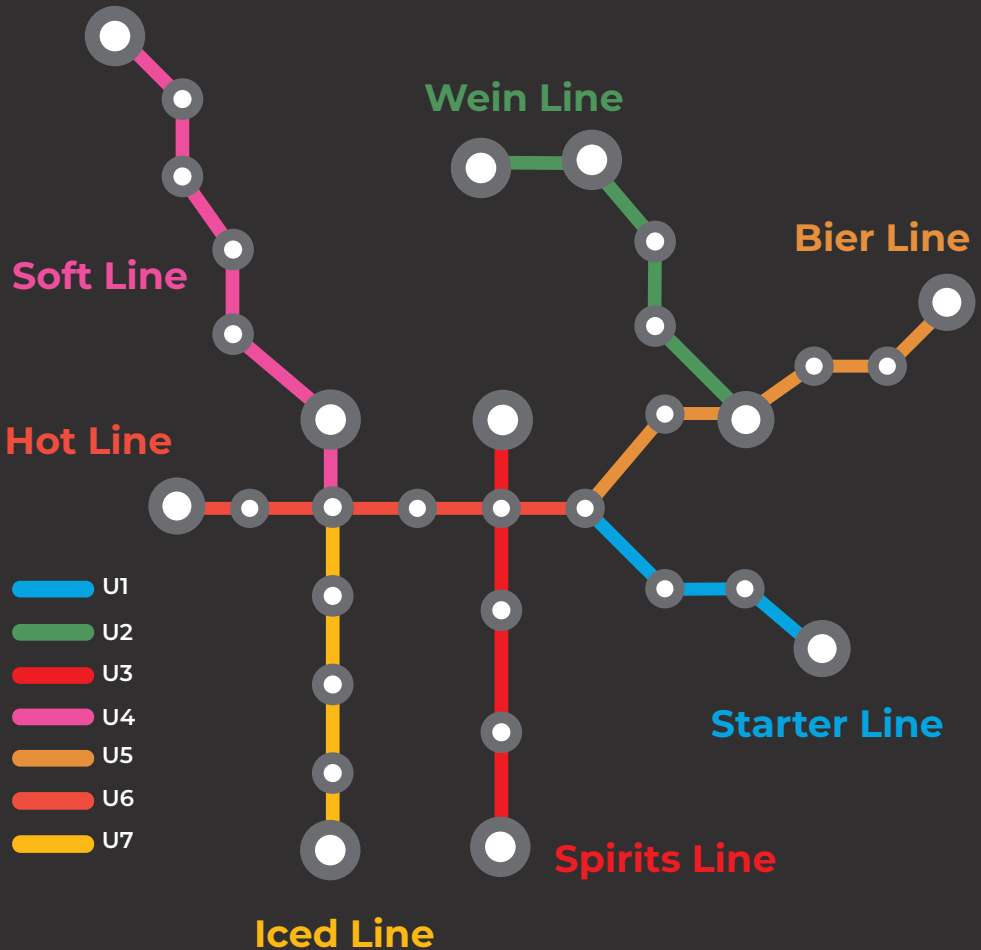 Wein Line
Bier Line
Soft Line
Hot Line
U1
U2
U3
U4
U5
U6
U7
Starter Line
Spirits Line
Iced Line